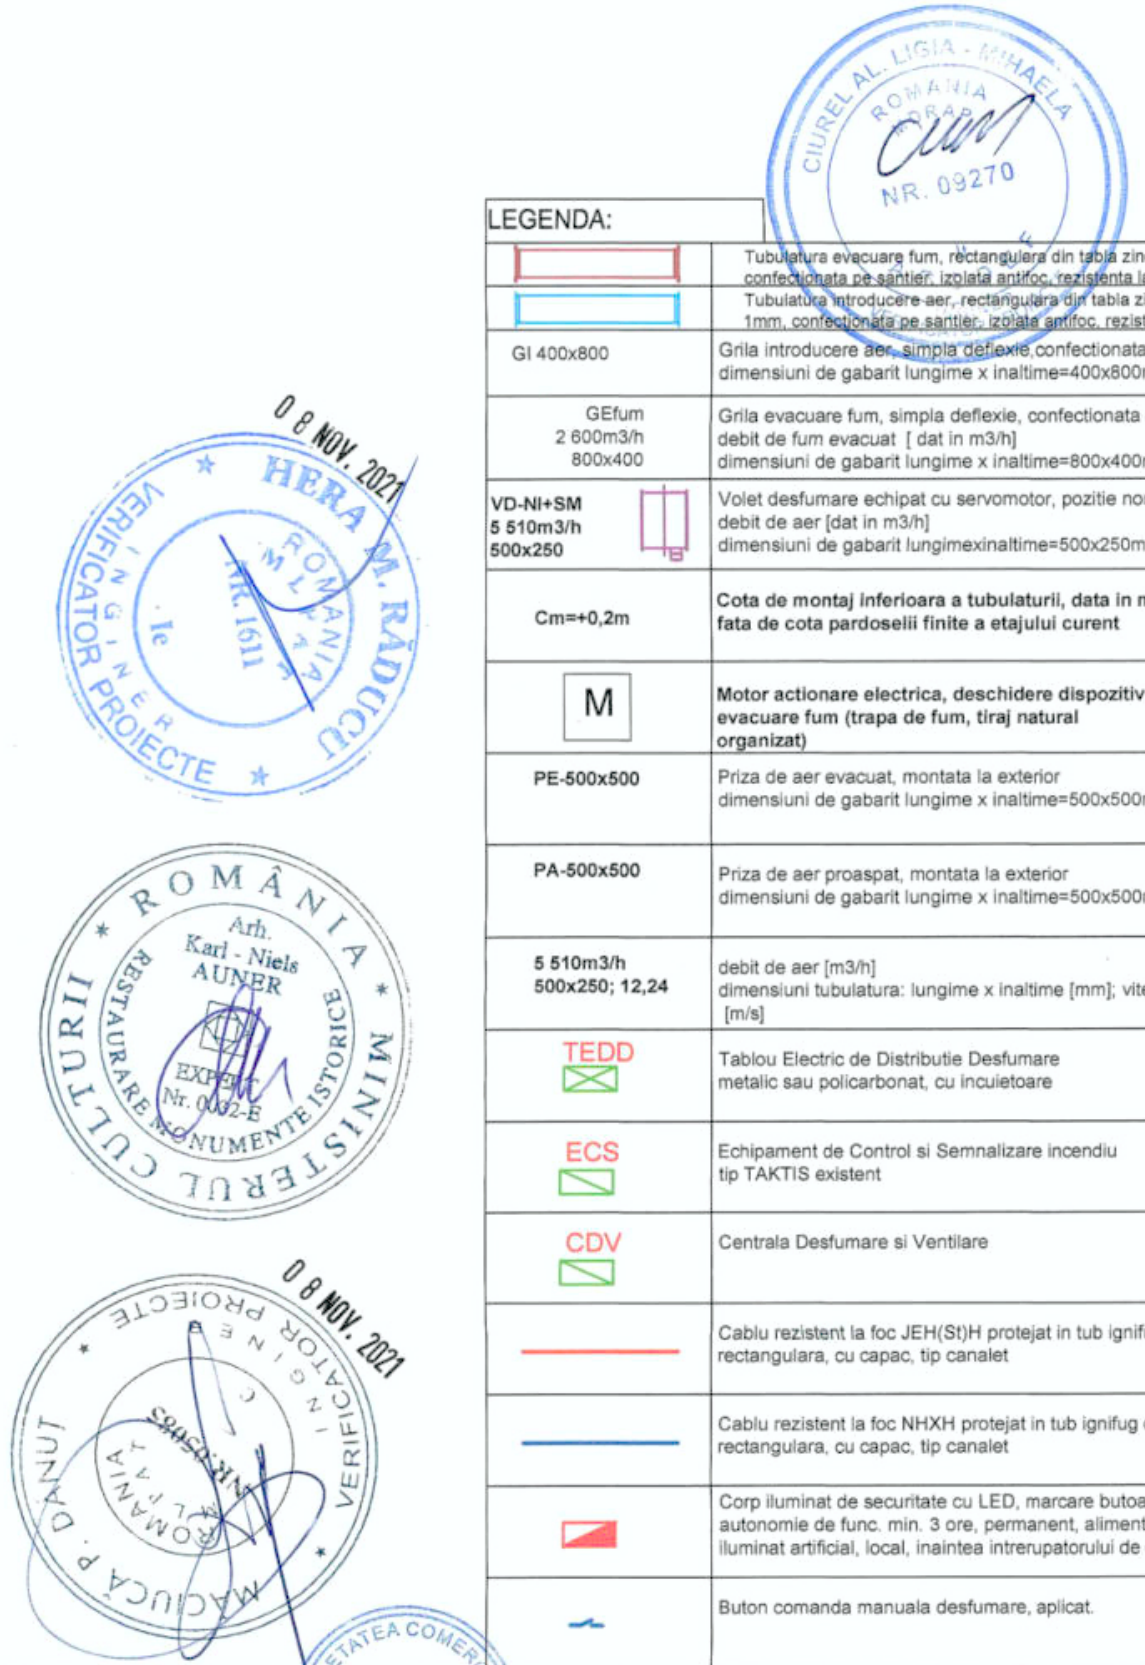 CIUREL AL. LIGIA - MIHAELA
ROMANIA
NR. 09270
LEGENDA:
Tubulatura evacuare fum, rectangulara din tabla zin
confectionata pe santier, izolata antifoc, rezistenta la
Tubulatura introducere aer, rectangulara din tabla zi
1mm, confectionata pe santier, izolata antifoc, rezist
GI 400x800
Grila introducere aer, simpla deflexie,confectionata
dimensiuni de gabarit lungime x inaltime=400x800
GEfum
2 600m3/h
800x400
Grila evacuare fum, simpla deflexie, confectionata
debit de fum evacuat [ dat in m3/h]
dimensiuni de gabarit lungime x inaltime=800x400
VD-NI+SM
5 510m3/h
500x250
Volet desfumare echipat cu servomotor, pozitie nor
debit de aer [dat in m3/h]
dimensiuni de gabarit lungimexinaltime=500x250m
Cm=+0,2m
Cota de montaj inferioara a tubulaturii, data in m
fata de cota pardoselii finite a etajului curent
M
Motor actionare electrica, deschidere dispozitiv
evacuare fum (trapa de fum, tiraj natural
organizat)
PE-500x500
Priza de aer evacuat, montata la exterior
dimensiuni de gabarit lungime x inaltime=500x500
PA-500x500
Priza de aer proaspat, montata la exterior
dimensiuni de gabarit lungime x inaltime=500x500
5 510m3/h
500x250; 12,24
debit de aer [m3/h]
dimensiuni tubulatura: lungime x inaltime [mm]; vite
[m/s]
TEDD
Tablou Electric de Distributie Desfumare
metalic sau policarbonat, cu incuietoare
ECS
Echipament de Control si Semnalizare incendiu
tip TAKTIS existent
CDV
Centrala Desfumare si Ventilare
Cablu rezistent la foc JEH(St)H protejat in tub ignif
rectangulara, cu capac, tip canalet
Cablu rezistent la foc NHXH protejat in tub ignifug
rectangulara, cu capac, tip canalet
Corp iluminat de securitate cu LED, marcare butoa
autonomie de func. min. 3 ore, permanent, aliment
iluminat artificial, local, inaintea intrerupatorului de
Buton comanda manuala desfumare, aplicat.
08 NOV. 2021
HERA M. RĂDUCU
VERIFICATOR PROIECTE
INGINER
ROMANIA
NR. 1611
Ie
ROMÂNIA * MINISTERUL CULTURII *
Arh.
Karl - Niels
AUNER
EXPERT
Nr. 0032-E
RESTAURARE MONUMENTE ISTORICE
08 NOV. 2021
VERIFICATOR PROIECTE
INGINER
ROMANIA
NR. 05083
MACIUCĂ P. DĂNUȚ
ETATEA COMER